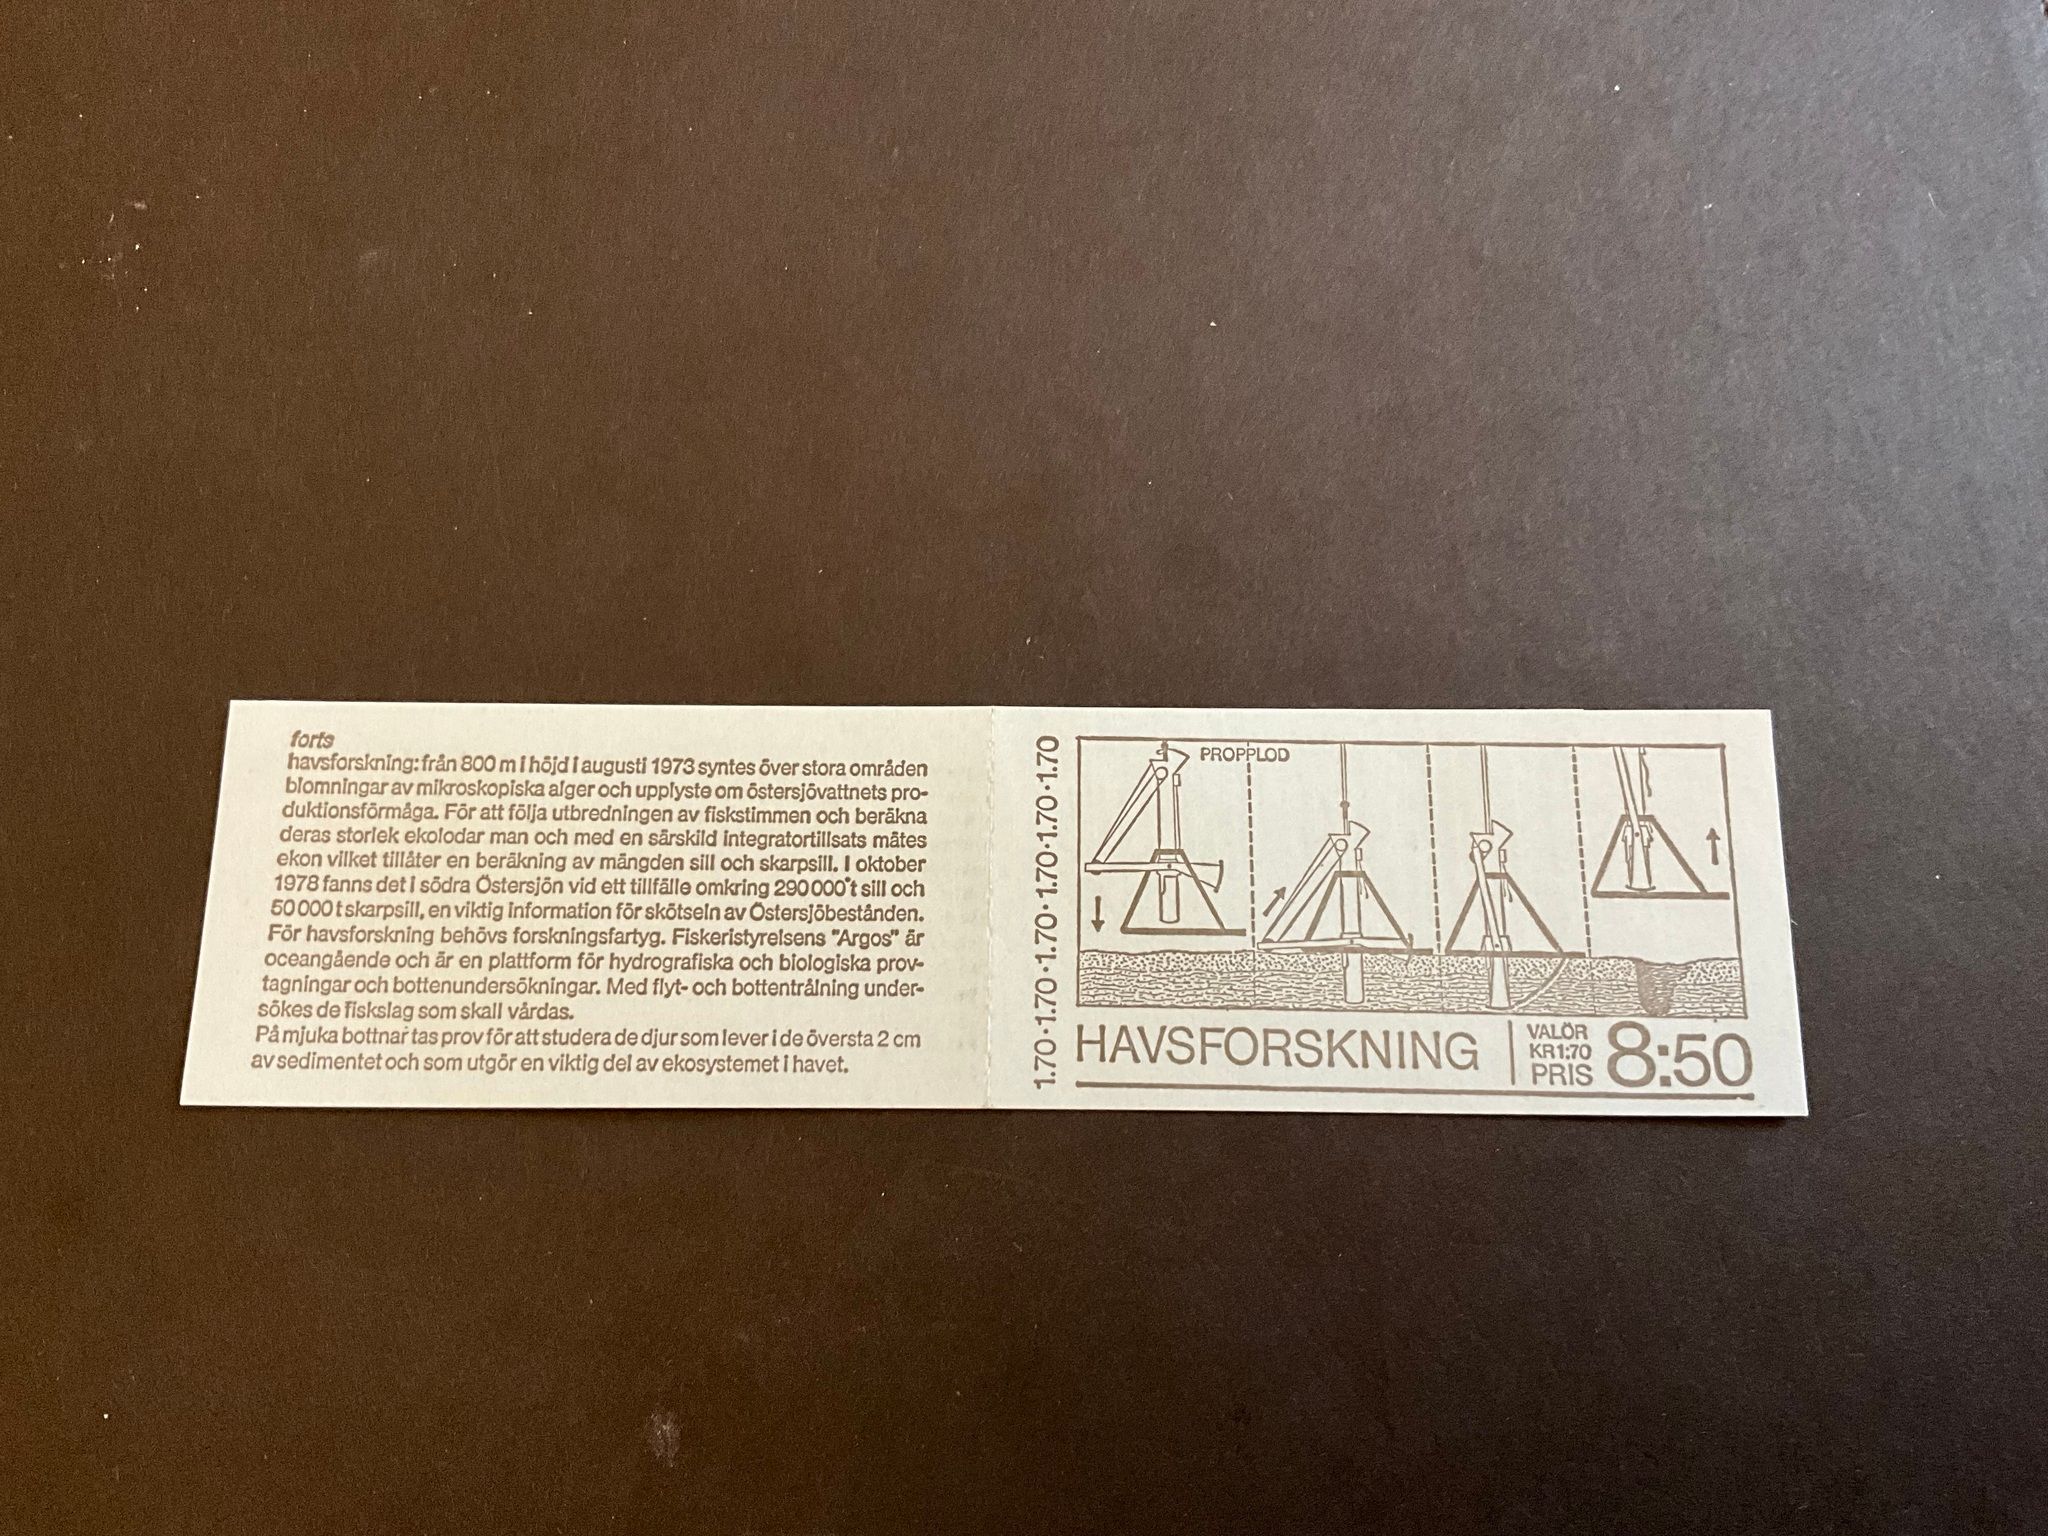 forts
havsforskning: från 800 m i höjd i augusti 1973 syntes över stora områden
blomningar av mikroskopiska alger och upplyste om östersjövattnets pro-
duktionsförmåga. För att följa utbredningen av fiskstimmen och beräkna
deras storlek ekolodar man och med en särskild integratortillsats mätes
ekon vilket tillåter en beräkning av mängden sill och skarpsill. I oktober
1978 fanns det i södra Östersjön vid ett tillfälle omkring 290 000 t sill och
50 000 t skarpsill, en viktig information för skötseln av Östersjöbestånden.
För havsforskning behövs forskningsfartyg. Fiskeristyrelsens "Argos" är
oceangående och är en plattform för hydrografiska och biologiska prov-
tagningar och bottenundersökningar. Med flyt- och bottentrålning under-
sökes de fiskslag som skall vårdas.
På mjuka bottnar tas prov för att studera de djur som lever i de översta 2 cm
av sedimentet och som utgör en viktig del av ekosystemet i havet.
1.70·1.70·1.70·1.70·1.70·1.70
PROPPLOD
HAVSFORSKNING
VALÖR
KR 1:70
PRIS
8:50